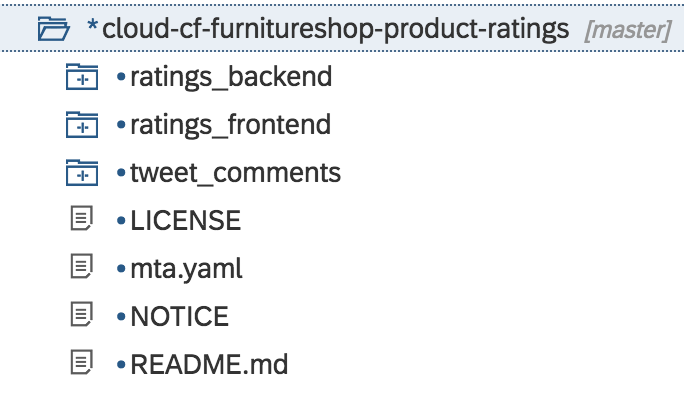 *cloud-cf-furnitureshop-product-ratings [master]
•ratings_backend
•ratings_frontend
•tweet_comments
•LICENSE
•mta.yaml
•NOTICE
•README.md